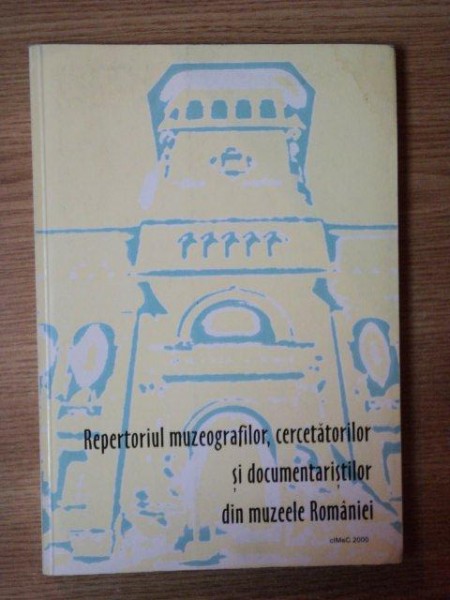 Repertoriul muzeografilor, cercetătorilor
și documentariștilor
din muzeele României
cIMeC 2000